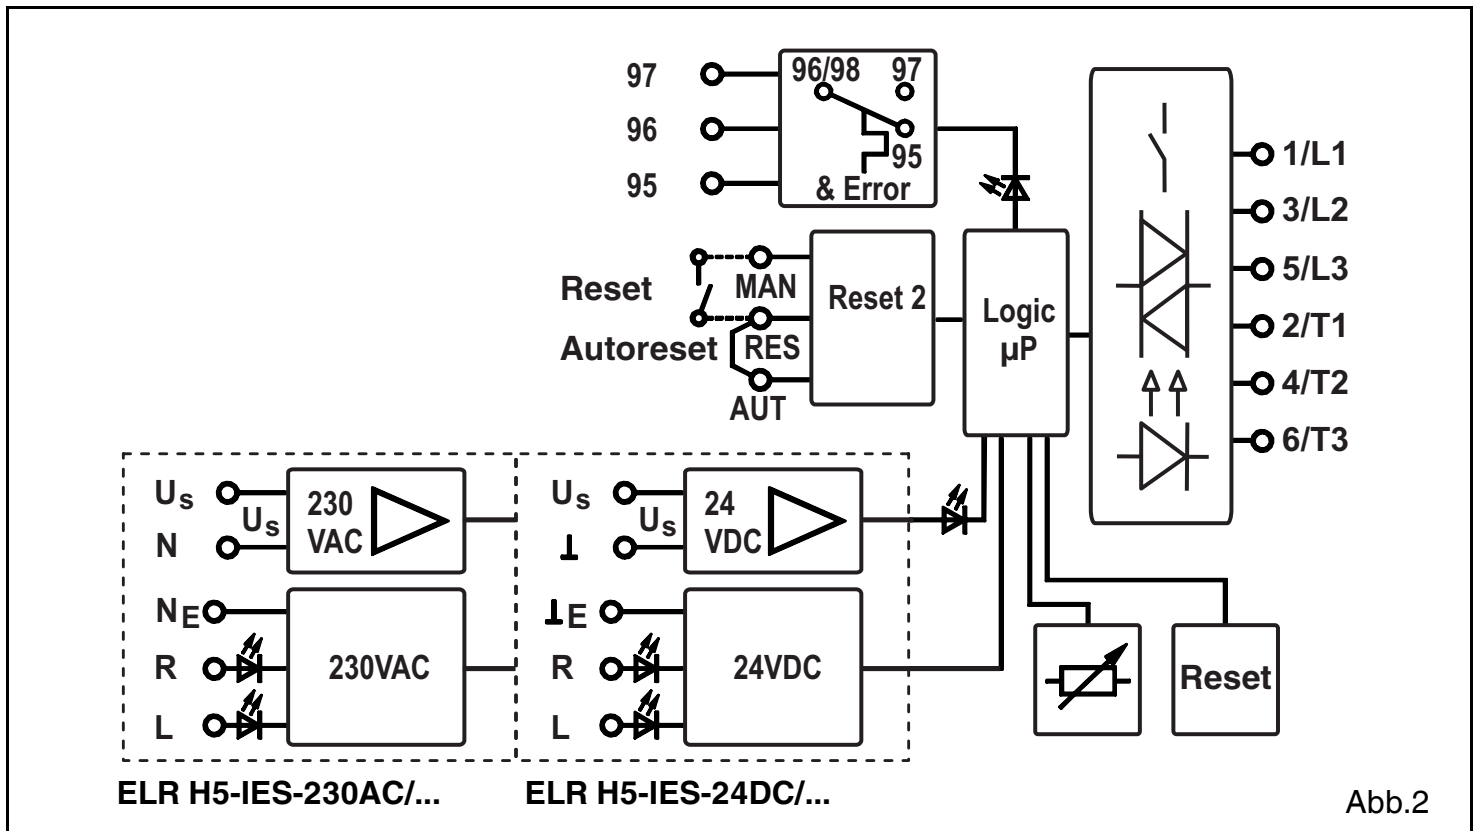 97
96
95
96/98 97
95
& Error
Reset
Autoreset
MAN
RES
AUT
Reset 2
Logic
µP
1/L1
3/L2
5/L3
2/T1
4/T2
6/T3
Us
Us
N
230
VAC
NE
R
L
230VAC
Us
Us
⊥
24
VDC
⊥E
R
L
24VDC
Reset
ELR H5-IES-230AC/...
ELR H5-IES-24DC/...
Abb.2